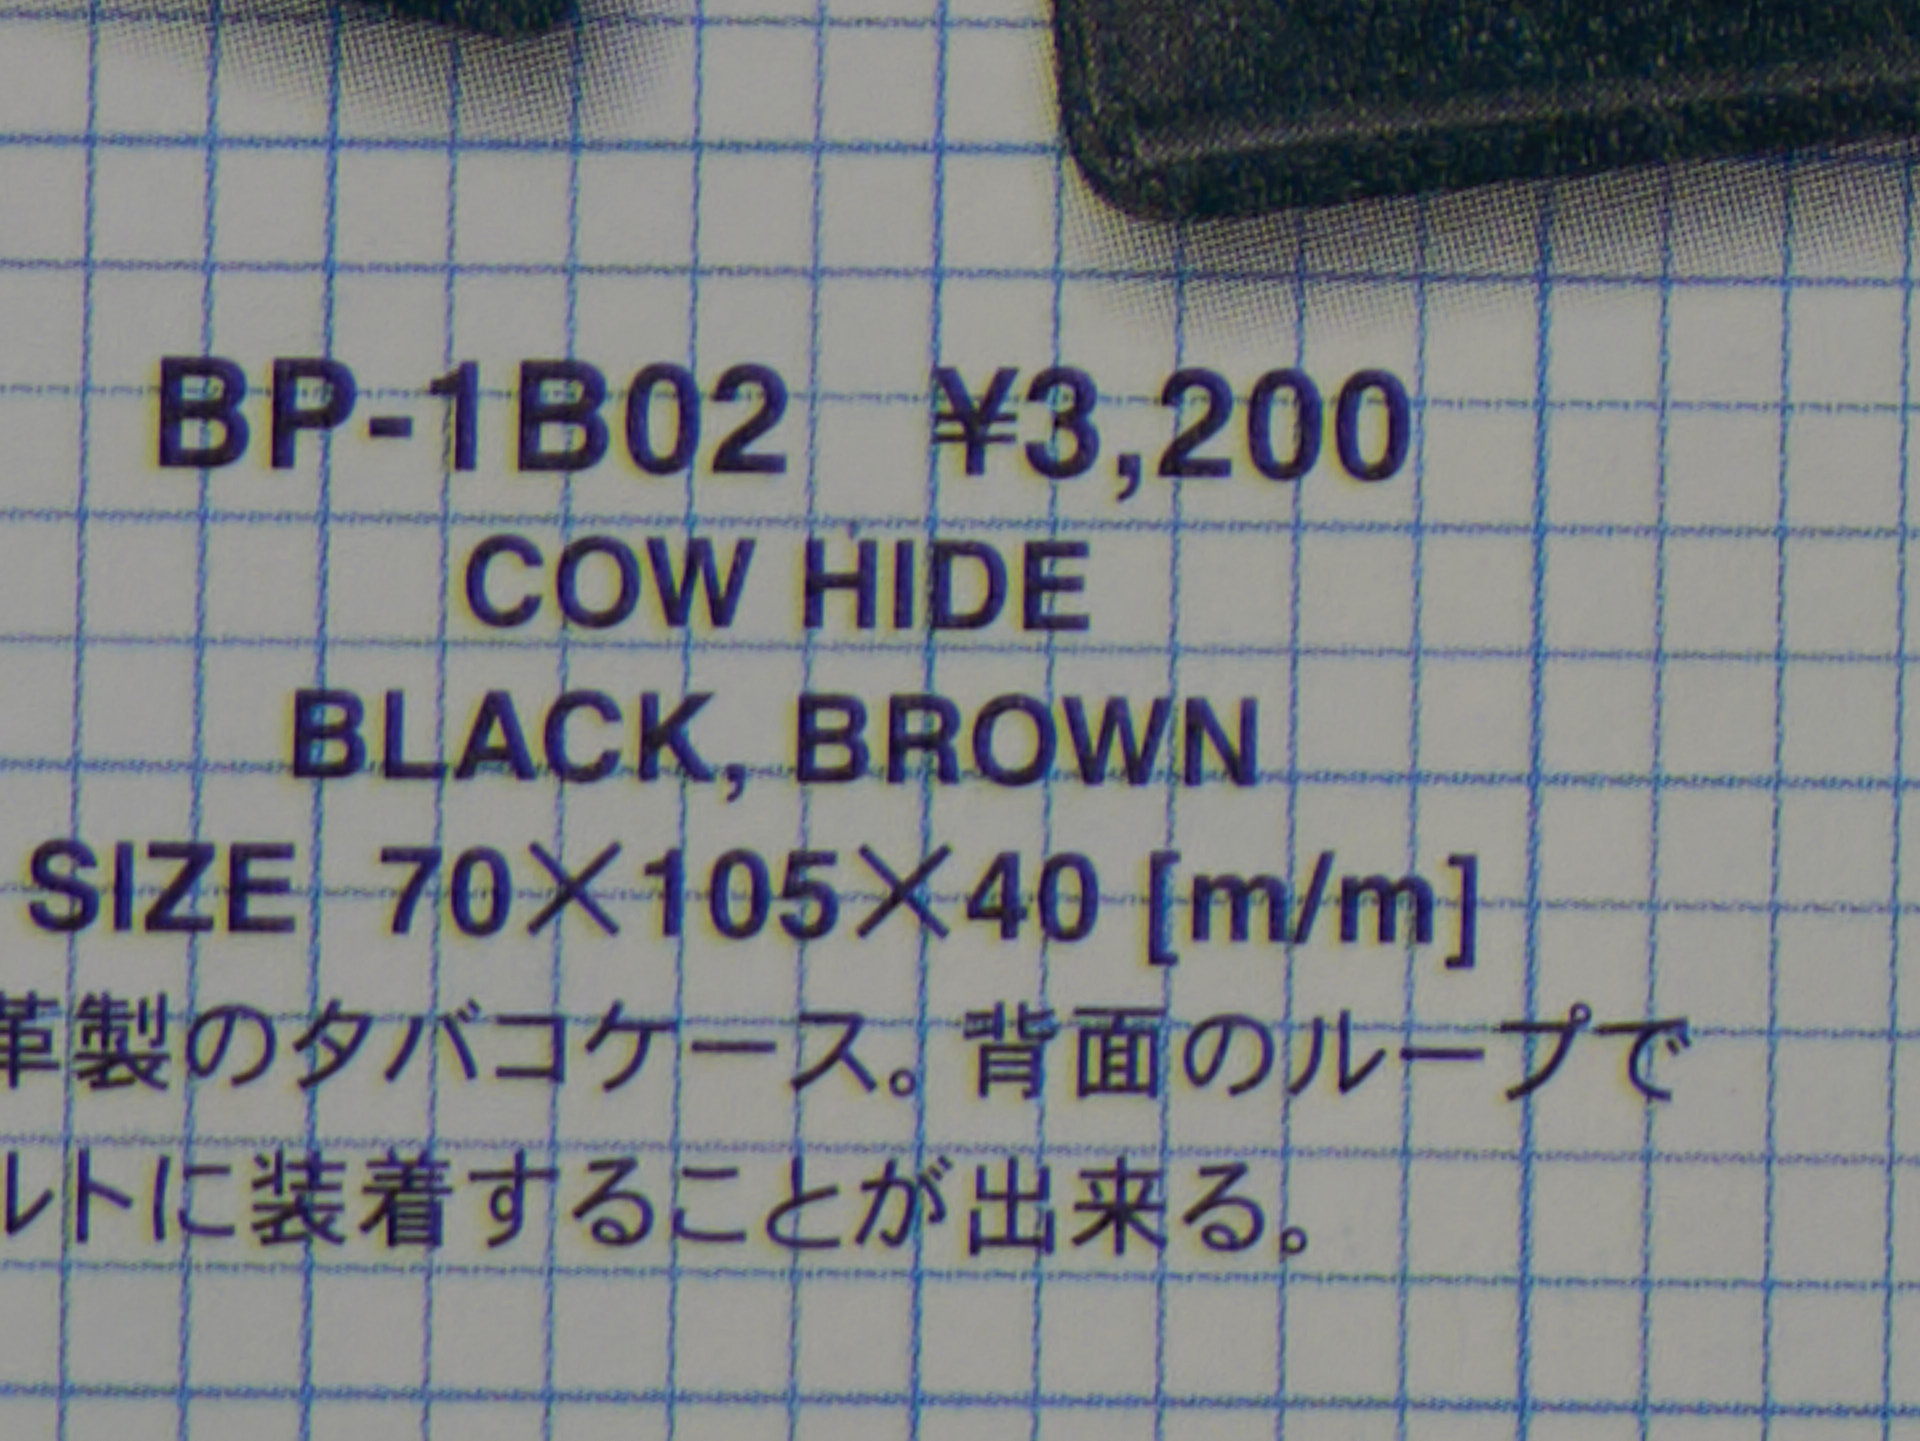 BP-1B02 ¥3,200
COW HIDE
BLACK, BROWN
SIZE 70×105×40 [m/m]
革製のタバコケース。背面のループで
ルトに装着することが出来る。